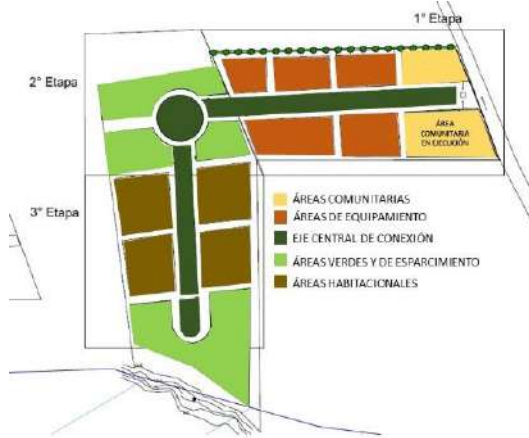 1° Etapa
2° Etapa
ÁREA
COMUNITARIA
EN EJECUCIÓN
3° Etapa
ÁREAS COMUNITARIAS
ÁREAS DE EQUIPAMIENTO
EJE CENTRAL DE CONEXIÓN
ÁREAS VERDES Y DE ESPARCIMIENTO
ÁREAS HABITACIONALES